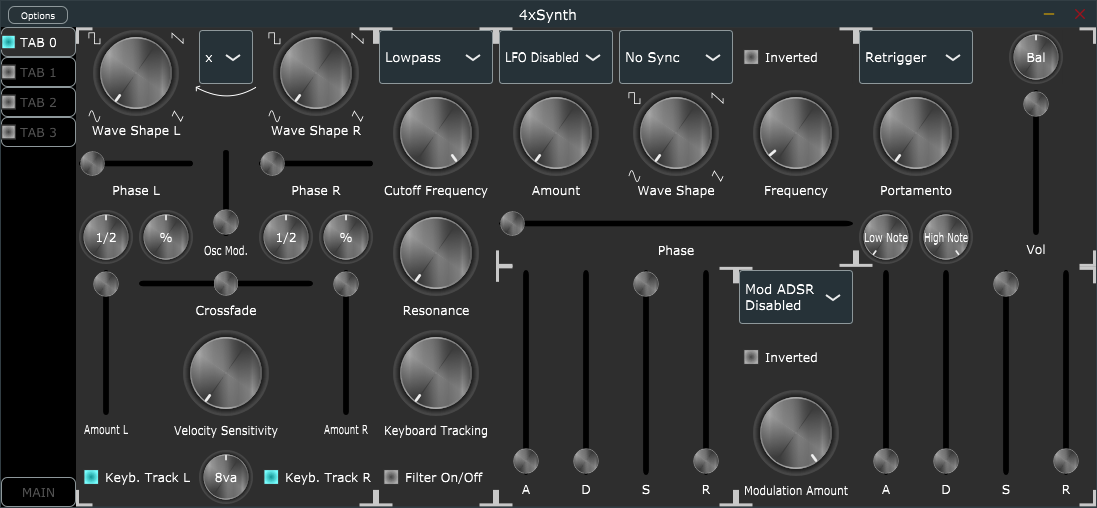 Options
4xSynth
TAB 0
TAB 1
TAB 2
TAB 3
MAIN
x
Wave Shape L
Wave Shape R
Phase L
Phase R
1/2
%
Osc Mod.
1/2
%
Crossfade
Amount L
Velocity Sensitivity
Amount R
Keyb. Track L
8va
Keyb. Track R
Lowpass
Cutoff Frequency
Resonance
Keyboard Tracking
Filter On/Off
LFO Disabled
No Sync
Inverted
Amount
Wave Shape
Frequency
Phase
A
D
S
R
Mod ADSR
Disabled
Inverted
Modulation Amount
Retrigger
Bal
Portamento
Low Note
High Note
Vol
A
D
S
R